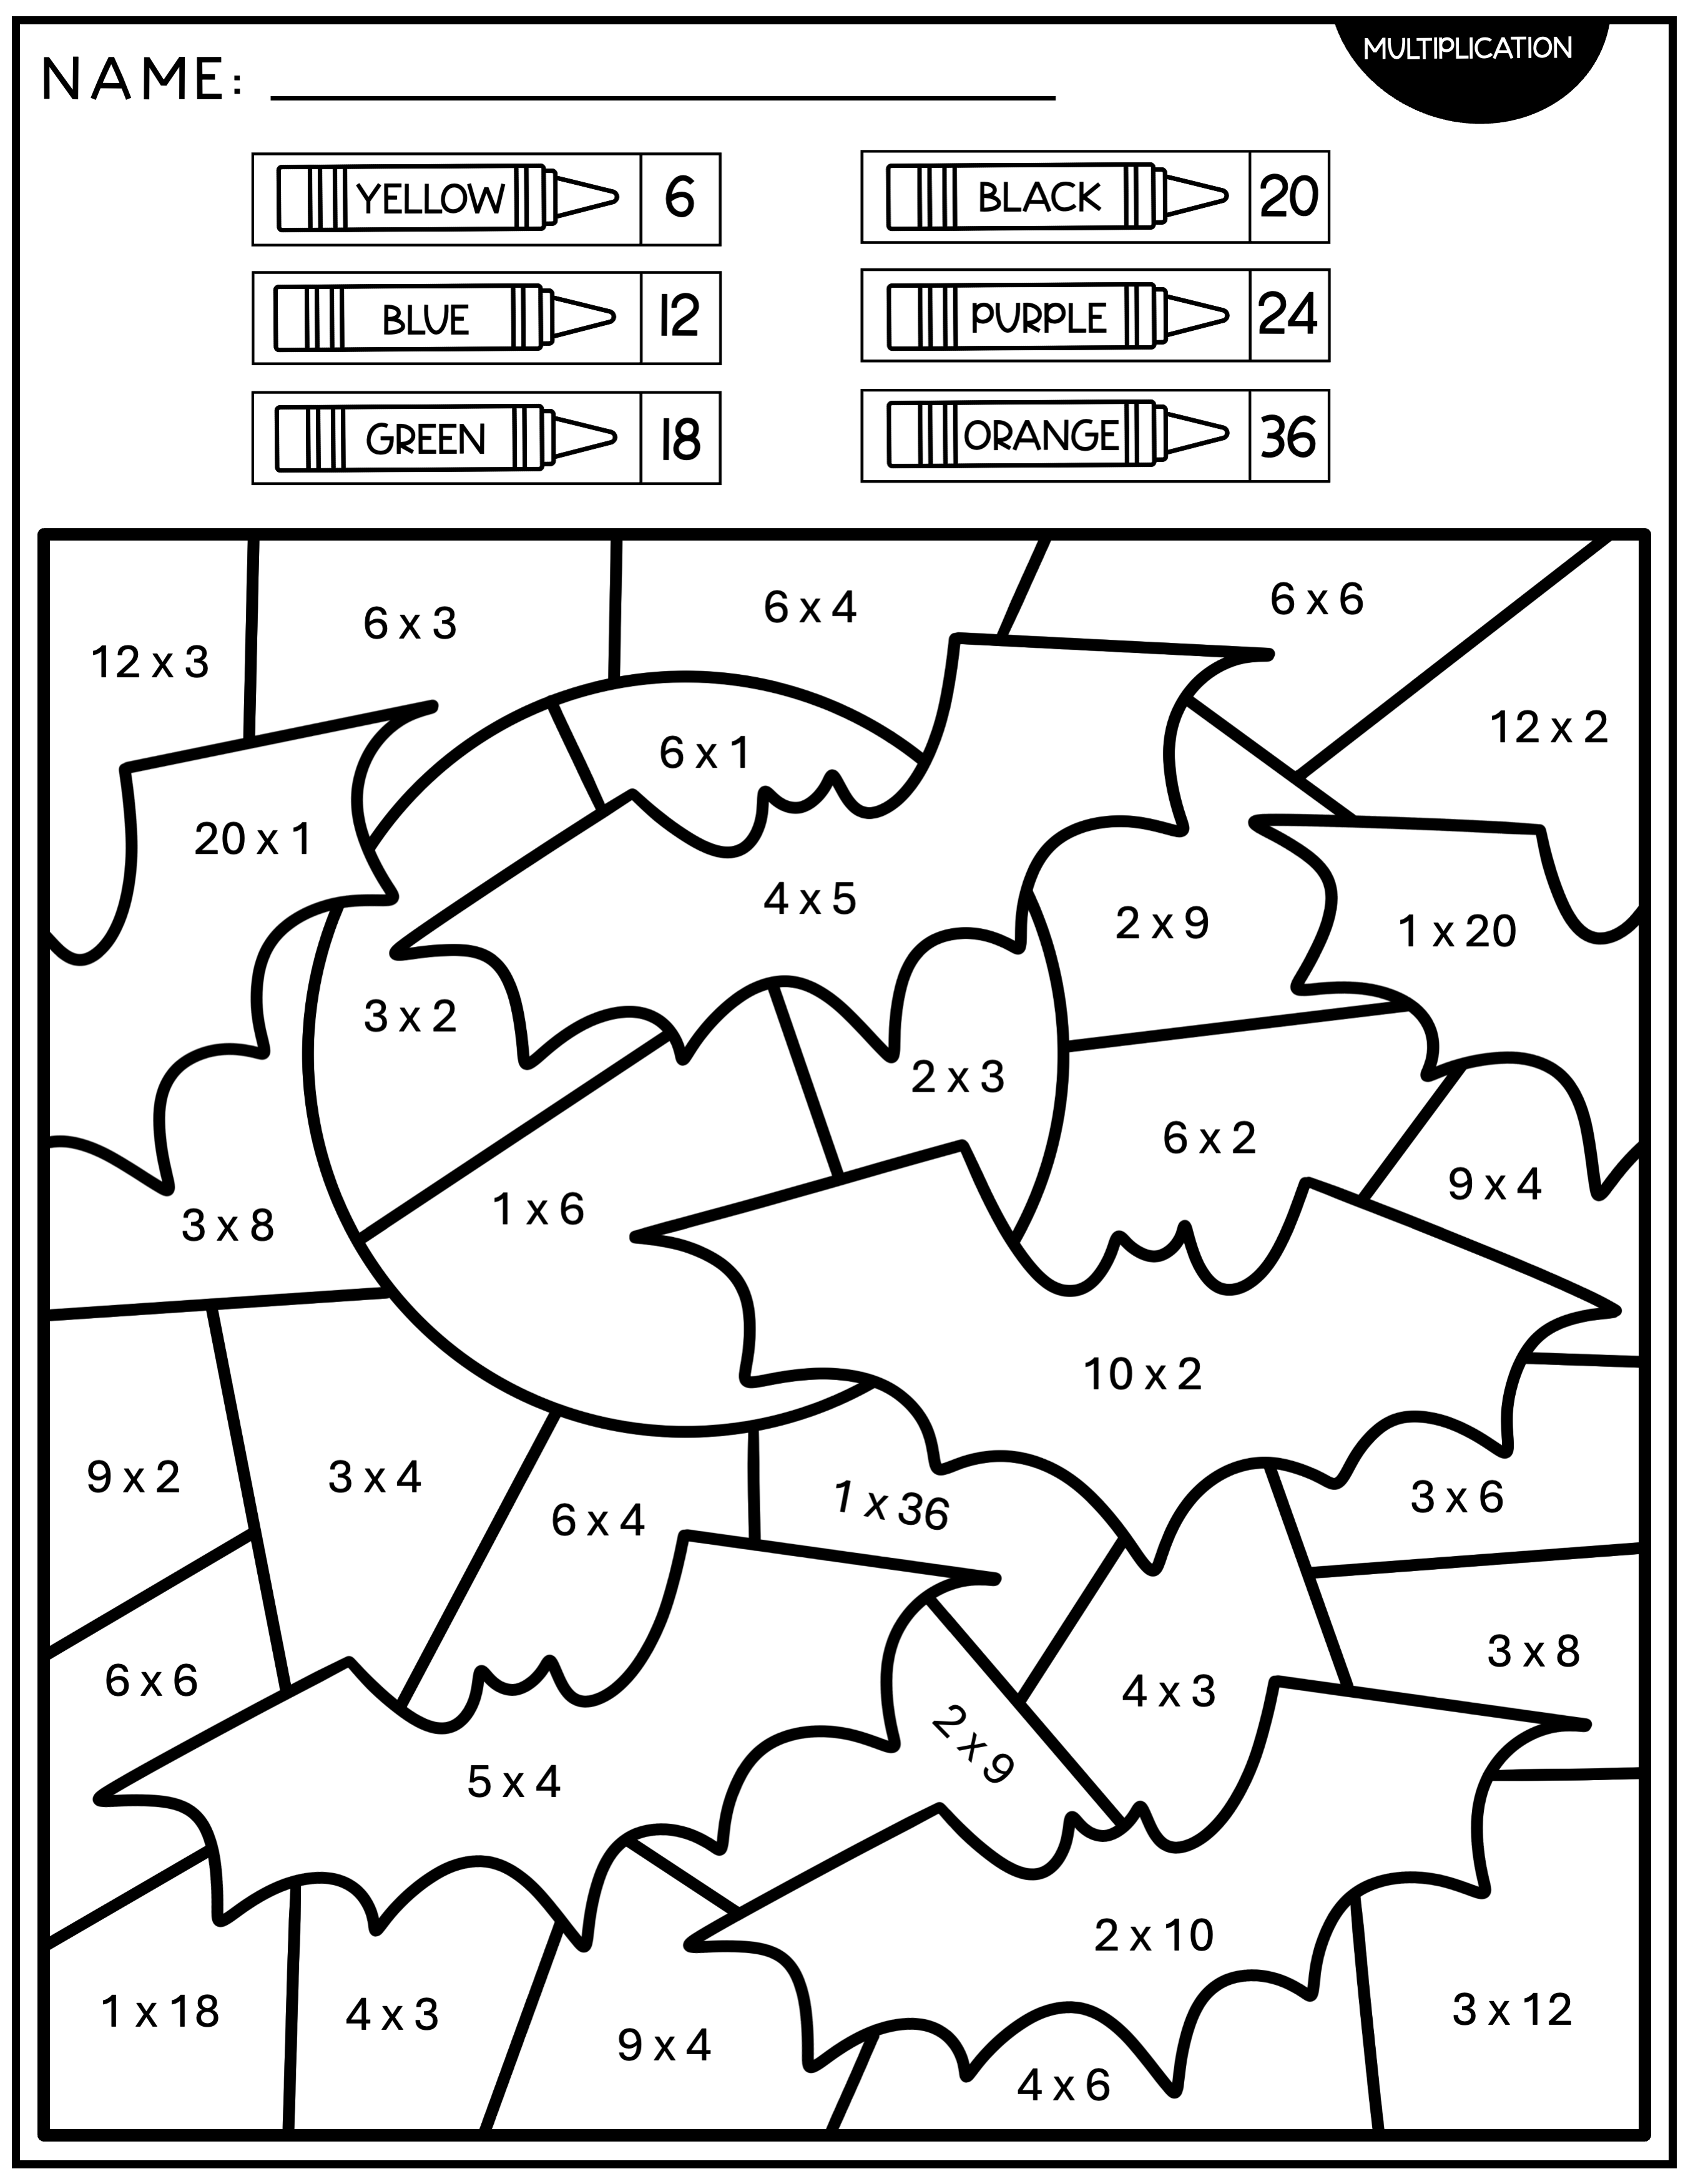 MULTIPLICATION
NAME:
YELLOW 6
BLACK 20
BLUE 12
PURPLE 24
GREEN 18
ORANGE 36
12 x 3
6 x 3
6 x 4
6 x 6
12 x 2
6 x 1
20 x 1
4 x 5
2 x 9
1 x 20
3 x 2
2 x 3
6 x 2
9 x 4
1 x 6
3 x 8
10 x 2
9 x 2
3 x 4
6 x 4
1 x 36
3 x 6
6 x 6
4 x 3
3 x 8
2 x 9
5 x 4
2 x 10
1 x 18
4 x 3
9 x 4
4 x 6
3 x 12